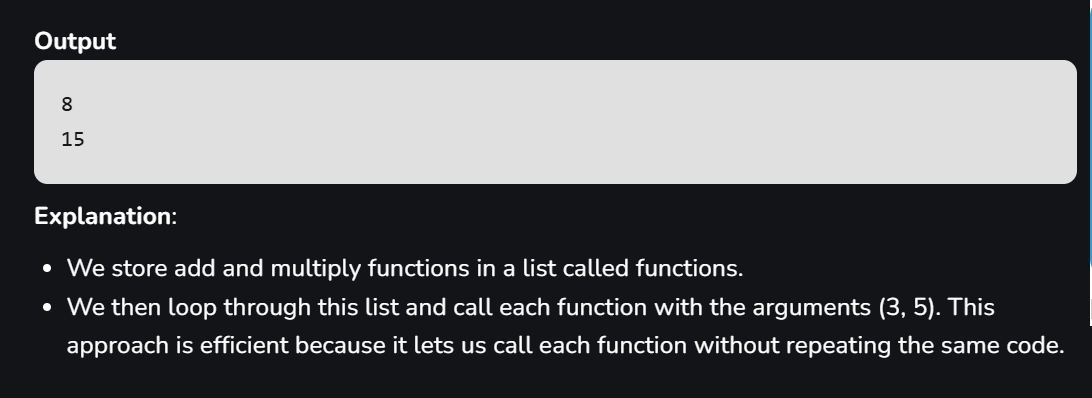 Output
8
15
Explanation:
• We store add and multiply functions in a list called functions.
• We then loop through this list and call each function with the arguments (3, 5). This
approach is efficient because it lets us call each function without repeating the same code.